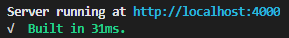 Server running at http://localhost:4000
√  Built in 31ms.